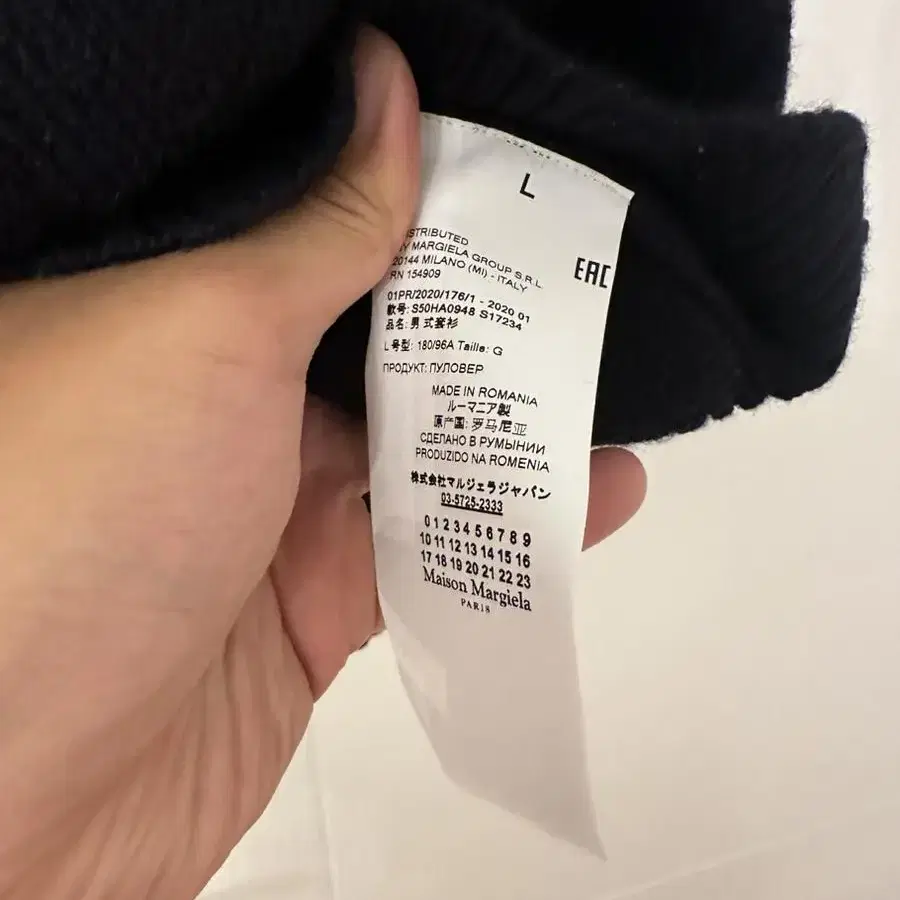 L
EAC
ISTRIBUTED
Y MARGIELA GROUP S.R.L.
20144 MILANO (MI) - ITALY
RN 154909
01PR/2020/176/1 - 2020 01
款号: S50HA0948 S17234
品名: 男式套衫
L 号型: 180/96A Taille: G
ПРОДУКТ: ПУЛОВЕР
MADE IN ROMANIA
ルーマニア製
原产国: 罗马尼亚
СДЕЛАНО В РУМЫНИИ
PRODUZIDO NA ROMENIA
株式会社マルジェラジャパン
03-5725-2333
0 1 2 3 4 5 6 7 8 9
10 11 12 13 14 15 16
17 18 19 20 21 22 23
Maison Margiela
PARIS